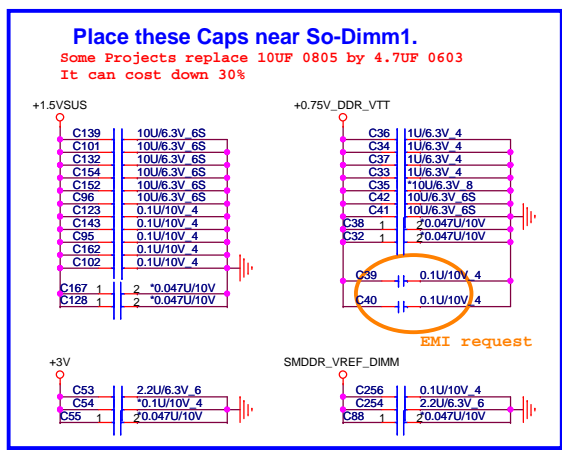 Place these Caps near So-Dimm1.
Some Projects replace 10UF 0805 by 4.7UF 0603
It can cost down 30%
+1.5VSUS
C139 10U/6.3V_6S
C101 10U/6.3V_6S
C132 10U/6.3V_6S
C154 10U/6.3V_6S
C152 10U/6.3V_6S
C96 10U/6.3V_6S
C123 0.1U/10V_4
C143 0.1U/10V_4
C95 0.1U/10V_4
C162 0.1U/10V_4
C102 0.1U/10V_4
C167 1 2 *0.047U/10V
C128 1 2 *0.047U/10V
+0.75V_DDR_VTT
C36 1U/6.3V_4
C34 1U/6.3V_4
C37 1U/6.3V_4
C33 1U/6.3V_4
C35 *10U/6.3V_8
C42 10U/6.3V_6S
C41 10U/6.3V_6S
C38 1 2 *0.047U/10V
C32 1 2 *0.047U/10V
C39 0.1U/10V_4
C40 0.1U/10V_4
EMI request
+3V
C53 2.2U/6.3V_6
C54 *0.1U/10V_4
C55 1 2 *0.047U/10V
SMDDR_VREF_DIMM
C256 0.1U/10V_4
C254 2.2U/6.3V_6
C88 1 2 *0.047U/10V